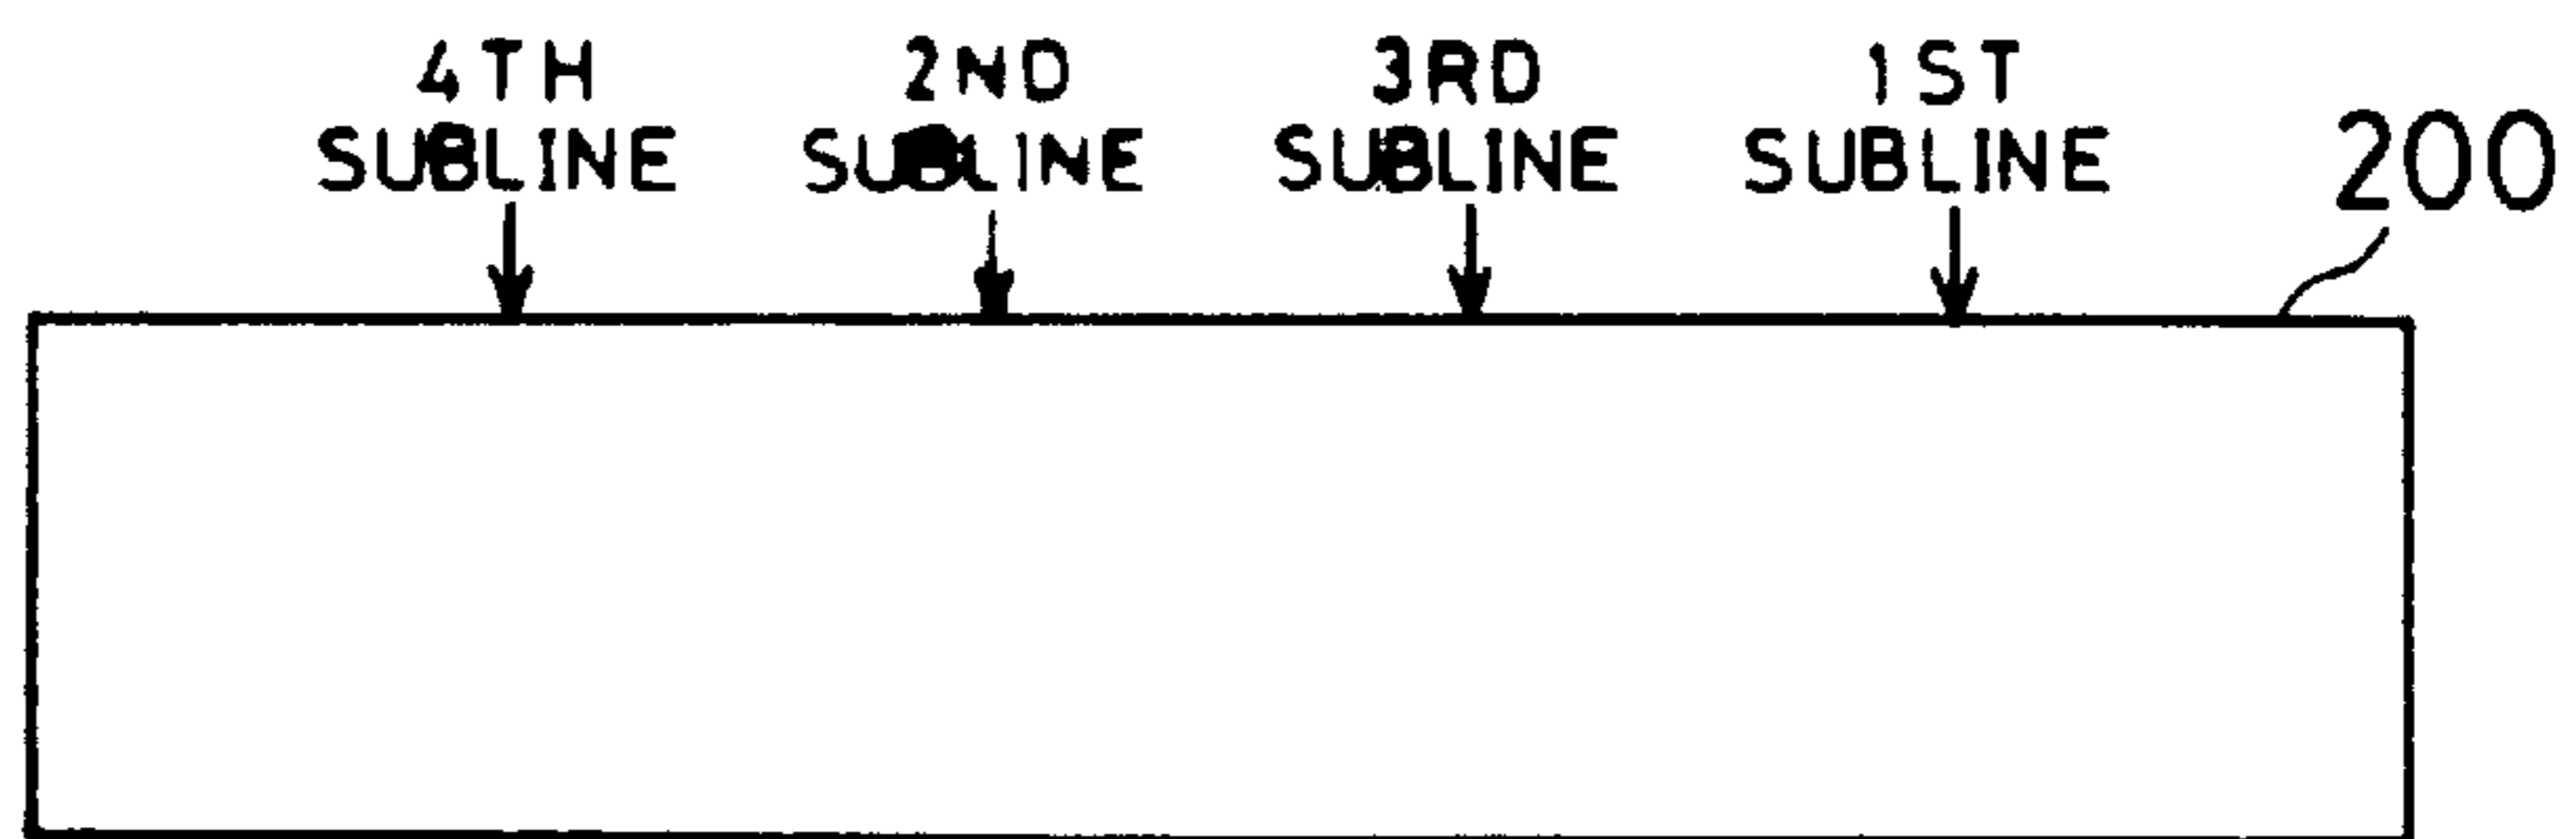 4TH SUBLINE
2ND SUBLINE
3RD SUBLINE
1ST SUBLINE
200